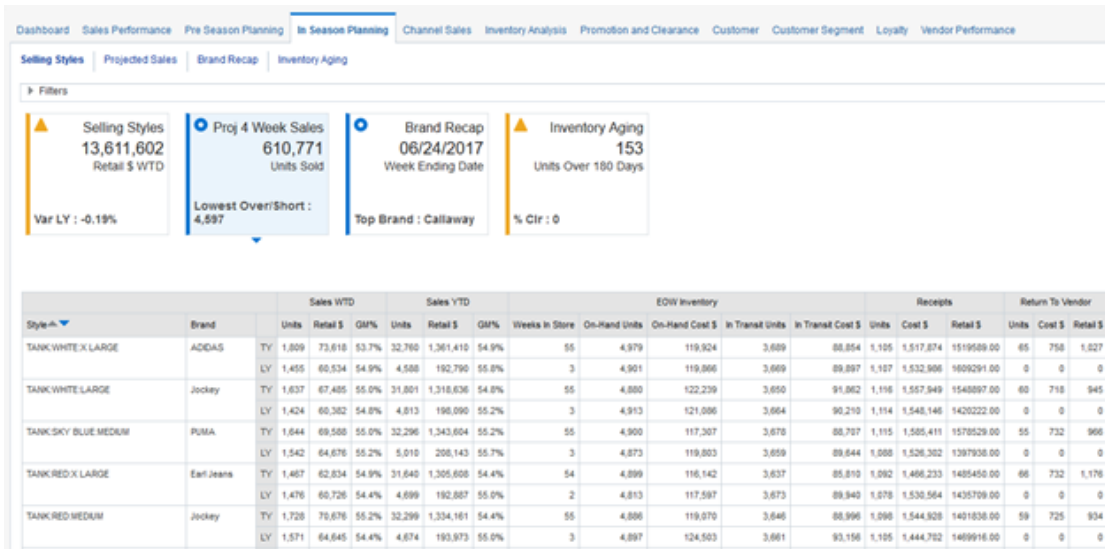 Dashboard Sales Performance Pre Season Planning In Season Planning Channel Sales Inventory Analysis Promotion and Clearance Customer Customer Segment Loyalty Vendor Performance
Selling Styles Projected Sales Brand Recap Inventory Aging
Filters
Selling Styles
13,611,602
Retail $ WTD
Var LY : -0.19%
Proj 4 Week Sales
610,771
Units Sold
Lowest Over/Short :
4,597
Brand Recap
06/24/2017
Week Ending Date
Top Brand : Callaway
Inventory Aging
153
Units Over 180 Days
% Clr : 0
Sales WTD Sales YTD EOW Inventory Receipts Return To Vendor
Style Brand Units Retail $ GM% Units Retail $ GM% Weeks In Store On-Hand Units On-Hand Cost $ In Transit Units In Transit Cost $ Units Cost $ Retail $ Units Cost $ Retail $
TANK:WHITE:X LARGE ADIDAS TY 1,809 73,618 53.7% 32,760 1,361,410 54.9% 55 4,979 119,924 3,689 88,854 1,105 1,517,874 1519589.00 65 758 1,027
LY 1,455 60,534 54.9% 4,588 192,790 55.8% 3 4,901 119,866 3,669 89,897 1,107 1,532,986 1609291.00 0 0 0
TANK:WHITE:LARGE Jockey TY 1,637 67,485 55.0% 31,801 1,318,636 54.8% 55 4,880 122,239 3,650 91,862 1,116 1,557,949 1548897.00 60 718 945
LY 1,424 60,382 54.8% 4,813 198,090 55.2% 3 4,913 121,086 3,664 90,210 1,114 1,548,146 1420222.00 0 0 0
TANK:SKY BLUE:MEDIUM PUMA TY 1,644 69,588 55.0% 32,296 1,343,604 55.2% 55 4,900 117,307 3,678 88,707 1,115 1,585,411 1578529.00 55 732 966
LY 1,542 64,676 55.2% 5,010 208,143 55.7% 3 4,873 119,803 3,659 89,644 1,088 1,526,302 1397938.00 0 0 0
TANK:RED:X LARGE Earl Jeans TY 1,467 62,834 54.9% 31,640 1,305,608 54.4% 54 4,899 116,142 3,637 85,810 1,092 1,466,233 1485450.00 66 732 1,176
LY 1,476 60,726 54.4% 4,699 192,887 55.0% 2 4,813 117,597 3,673 89,940 1,078 1,530,564 1435709.00 0 0 0
TANK:RED:MEDIUM Jockey TY 1,728 70,676 55.2% 32,299 1,334,161 54.4% 55 4,886 119,070 3,646 88,996 1,098 1,544,928 1401838.00 59 725 934
LY 1,571 64,645 54.4% 4,674 193,973 55.0% 3 4,897 124,503 3,661 93,156 1,105 1,444,702 1469916.00 0 0 0